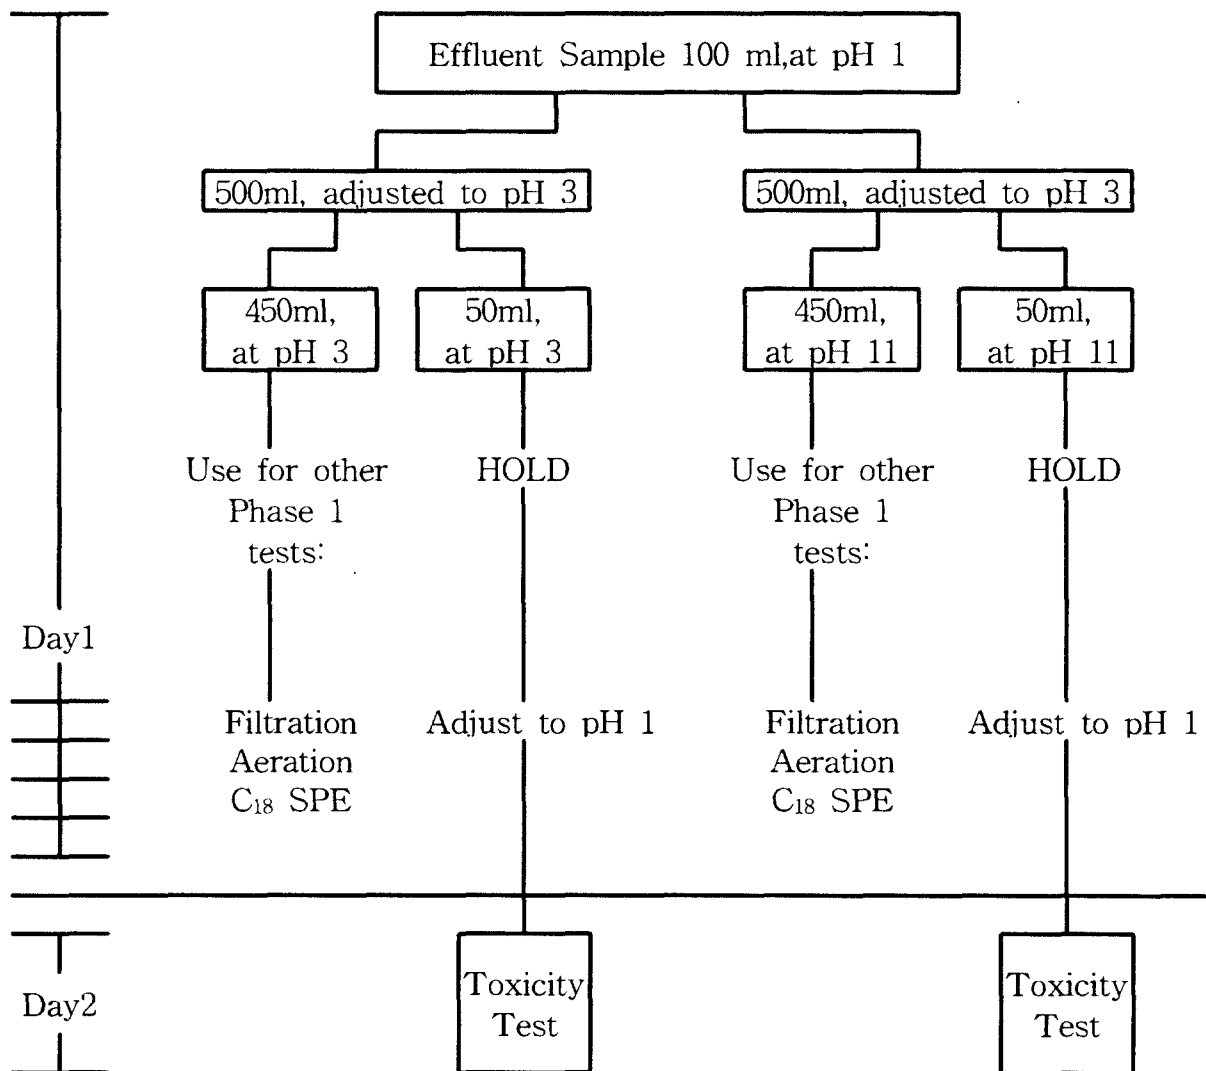 Effluent Sample 100 ml,at pH 1
500ml, adjusted to pH 3
500ml, adjusted to pH 3
450ml,
at pH 3
50ml,
at pH 3
450ml,
at pH 11
50ml,
at pH 11
Use for other
Phase 1
tests:
HOLD
Use for other
Phase 1
tests:
HOLD
Day1
Filtration
Aeration
C₁₈ SPE
Adjust to pH 1
Filtration
Aeration
C₁₈ SPE
Adjust to pH 1
Day2
Toxicity
Test
Toxicity
Test